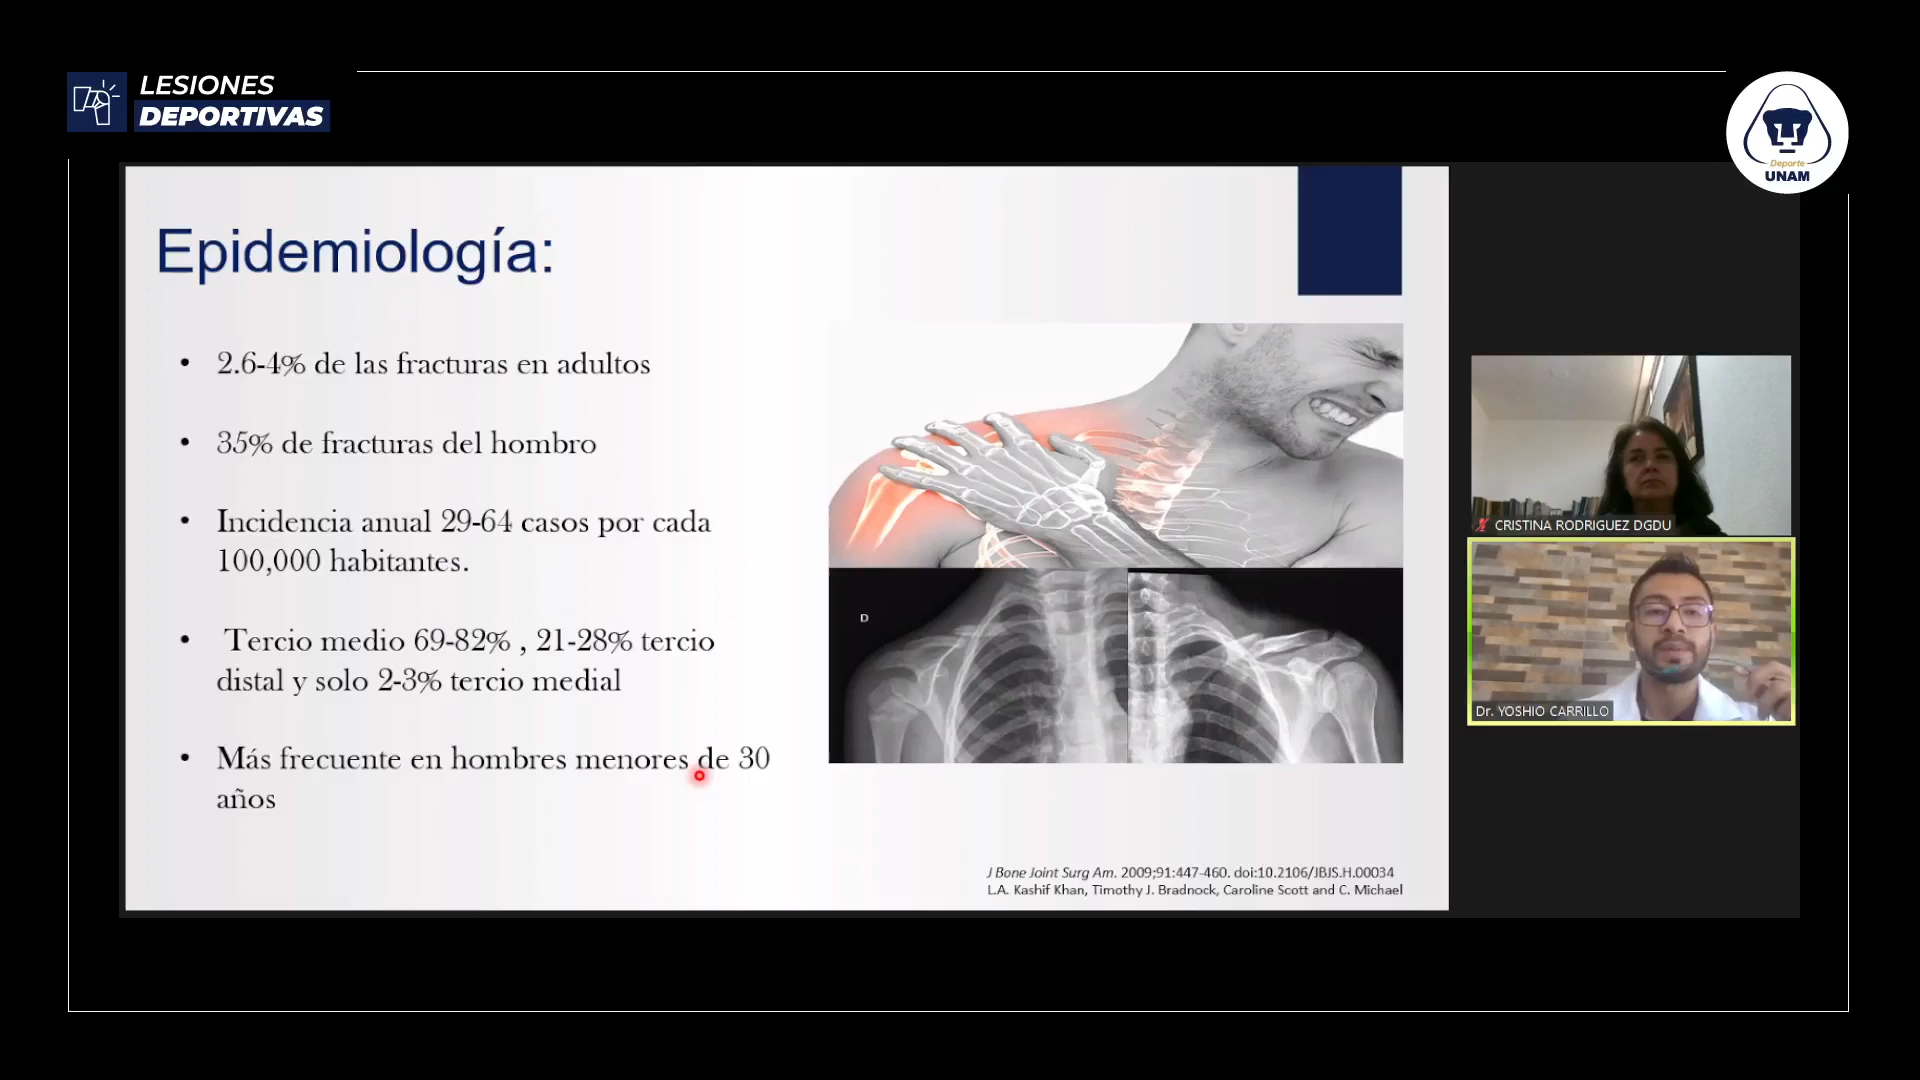 LESIONES
DEPORTIVAS
Deporte
UNAM
Epidemiología:
• 2.6-4% de las fracturas en adultos
• 35% de fracturas del hombro
• Incidencia anual 29-64 casos por cada
100,000 habitantes.
• Tercio medio 69-82% , 21-28% tercio
distal y solo 2-3% tercio medial
• Más frecuente en hombres menores de 30
años
D
J Bone Joint Surg Am. 2009;91:447-460. doi:10.2106/JBJS.H.00034
L.A. Kashif Khan, Timothy J. Bradnock, Caroline Scott and C. Michael
CRISTINA RODRIGUEZ DGDU
Dr. YOSHIO CARRILLO